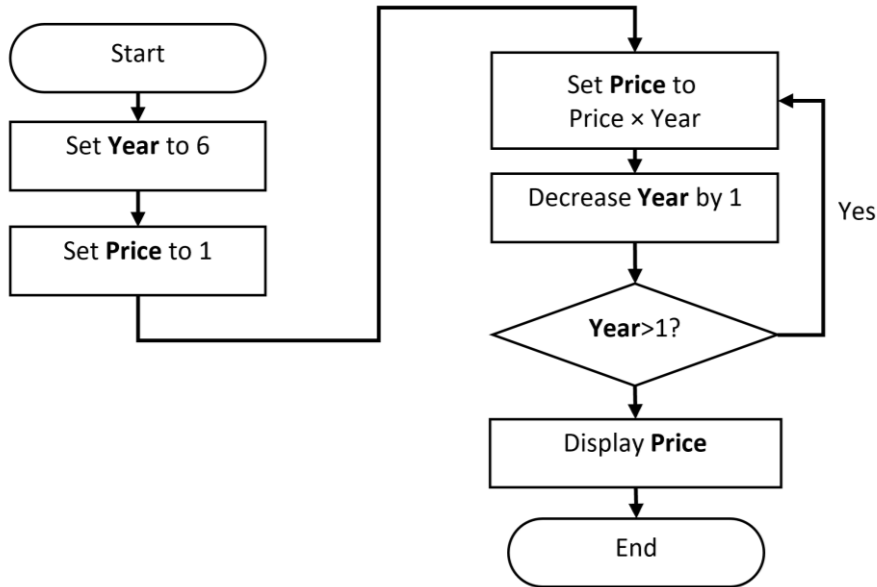 Start
Set Year to 6
Set Price to 1
Set Price to
Price × Year
Decrease Year by 1
Yes
Year>1?
Display Price
End